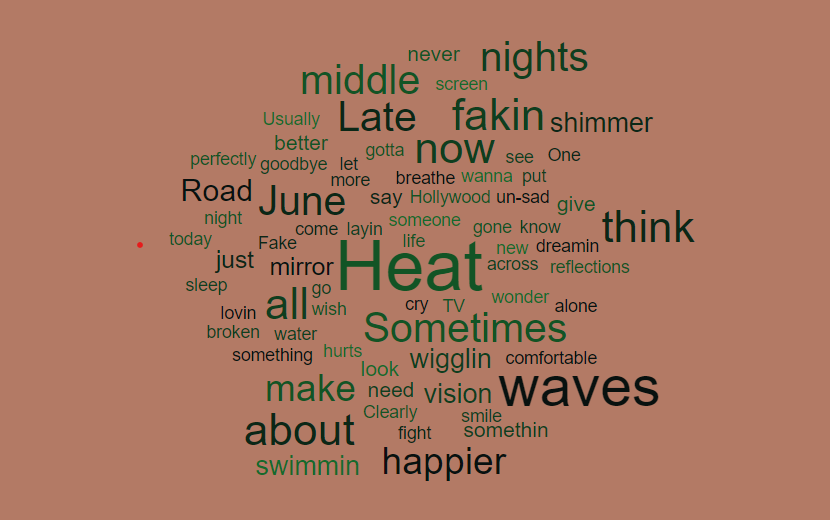 never nights
middle screen
Usually Late fakin shimmer
better gotta now see One
perfectly goodbye let
more breathe wanna put
Road June say Hollywood un-sad give
night someone think
today come layin gone know
Fake life new dreamin
just mirror Heat across reflections
sleep go wonder
lovin all wish cry TV alone
broken water Sometimes
something hurts wigglin comfortable
look
make need vision waves
Clearly smile
about fight somethin
swimmin happier